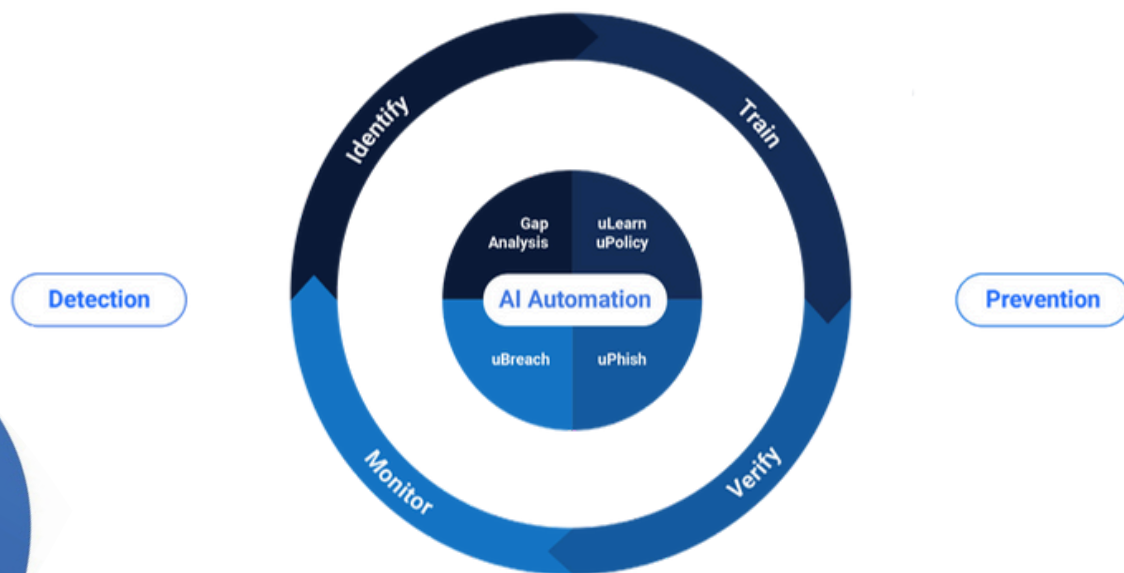 Identify
Train
Gap
Analysis
uLearn
uPolicy
Detection
AI Automation
Prevention
uBreach
uPhish
Monitor
Verify